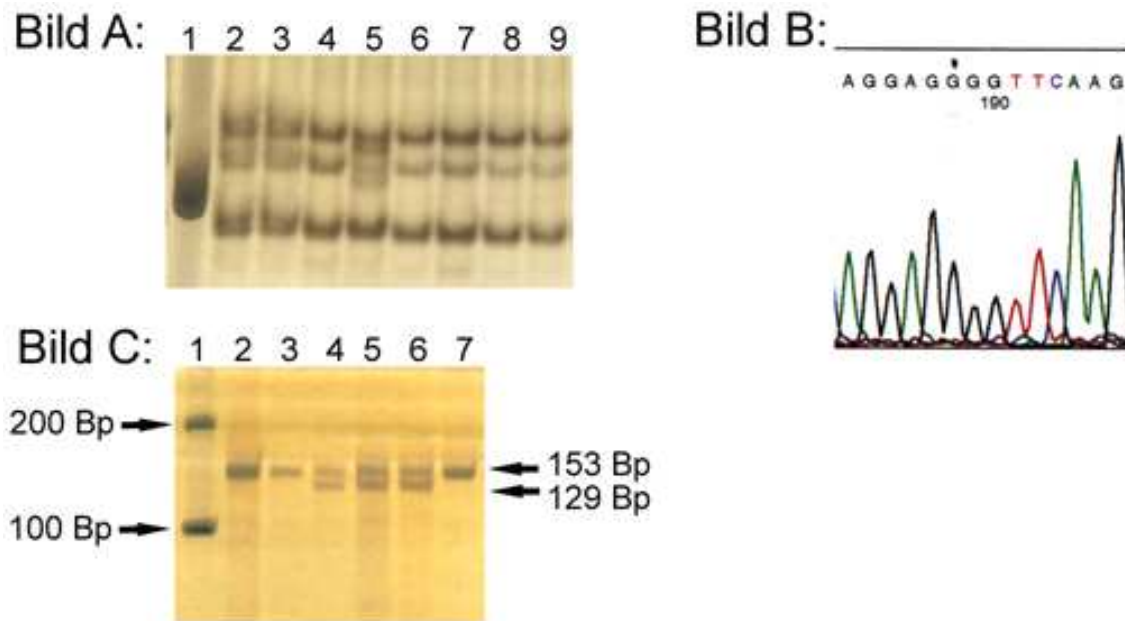 Bild A: 1 2 3 4 5 6 7 8 9
Bild B:
A G G A G G G G T T C A A G
190
Bild C: 1 2 3 4 5 6 7
200 Bp
153 Bp
129 Bp
100 Bp